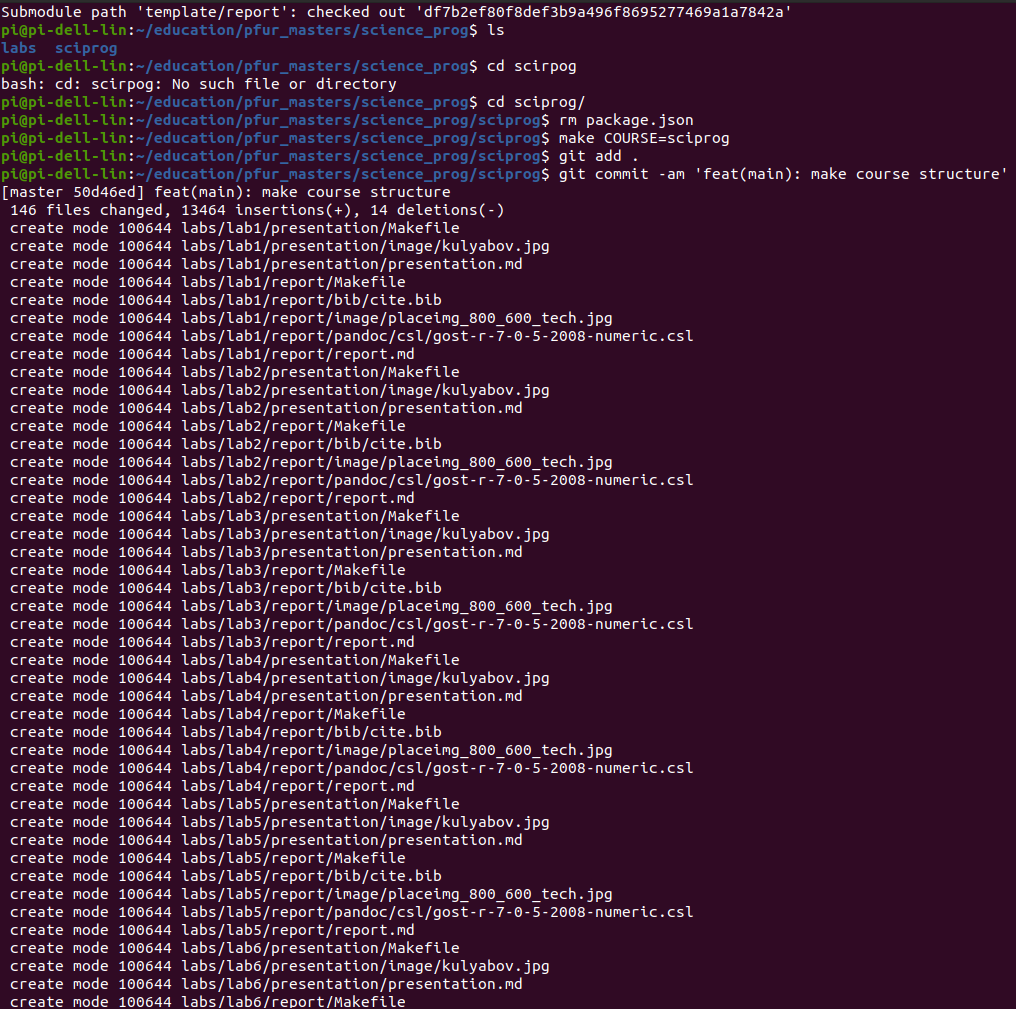 Submodule path 'template/report': checked out 'df7b2ef80f8def3b9a496f8695277469a1a7842a'
pi@pi-dell-lin:~/education/pfur_masters/science_prog$ ls
labs  sciprog
pi@pi-dell-lin:~/education/pfur_masters/science_prog$ cd scirpog
bash: cd: scirpog: No such file or directory
pi@pi-dell-lin:~/education/pfur_masters/science_prog$ cd sciprog/
pi@pi-dell-lin:~/education/pfur_masters/science_prog/sciprog$ rm package.json
pi@pi-dell-lin:~/education/pfur_masters/science_prog/sciprog$ make COURSE=sciprog
pi@pi-dell-lin:~/education/pfur_masters/science_prog/sciprog$ git add .
pi@pi-dell-lin:~/education/pfur_masters/science_prog/sciprog$ git commit -am 'feat(main): make course structure'
[master 50d46ed] feat(main): make course structure
 146 files changed, 13464 insertions(+), 14 deletions(-)
 create mode 100644 labs/lab1/presentation/Makefile
 create mode 100644 labs/lab1/presentation/image/kulyabov.jpg
 create mode 100644 labs/lab1/presentation/presentation.md
 create mode 100644 labs/lab1/report/Makefile
 create mode 100644 labs/lab1/report/bib/cite.bib
 create mode 100644 labs/lab1/report/image/placeimg_800_600_tech.jpg
 create mode 100644 labs/lab1/report/pandoc/csl/gost-r-7-0-5-2008-numeric.csl
 create mode 100644 labs/lab1/report/report.md
 create mode 100644 labs/lab2/presentation/Makefile
 create mode 100644 labs/lab2/presentation/image/kulyabov.jpg
 create mode 100644 labs/lab2/presentation/presentation.md
 create mode 100644 labs/lab2/report/Makefile
 create mode 100644 labs/lab2/report/bib/cite.bib
 create mode 100644 labs/lab2/report/image/placeimg_800_600_tech.jpg
 create mode 100644 labs/lab2/report/pandoc/csl/gost-r-7-0-5-2008-numeric.csl
 create mode 100644 labs/lab2/report/report.md
 create mode 100644 labs/lab3/presentation/Makefile
 create mode 100644 labs/lab3/presentation/image/kulyabov.jpg
 create mode 100644 labs/lab3/presentation/presentation.md
 create mode 100644 labs/lab3/report/Makefile
 create mode 100644 labs/lab3/report/bib/cite.bib
 create mode 100644 labs/lab3/report/image/placeimg_800_600_tech.jpg
 create mode 100644 labs/lab3/report/pandoc/csl/gost-r-7-0-5-2008-numeric.csl
 create mode 100644 labs/lab3/report/report.md
 create mode 100644 labs/lab4/presentation/Makefile
 create mode 100644 labs/lab4/presentation/image/kulyabov.jpg
 create mode 100644 labs/lab4/presentation/presentation.md
 create mode 100644 labs/lab4/report/Makefile
 create mode 100644 labs/lab4/report/bib/cite.bib
 create mode 100644 labs/lab4/report/image/placeimg_800_600_tech.jpg
 create mode 100644 labs/lab4/report/pandoc/csl/gost-r-7-0-5-2008-numeric.csl
 create mode 100644 labs/lab4/report/report.md
 create mode 100644 labs/lab5/presentation/Makefile
 create mode 100644 labs/lab5/presentation/image/kulyabov.jpg
 create mode 100644 labs/lab5/presentation/presentation.md
 create mode 100644 labs/lab5/report/Makefile
 create mode 100644 labs/lab5/report/bib/cite.bib
 create mode 100644 labs/lab5/report/image/placeimg_800_600_tech.jpg
 create mode 100644 labs/lab5/report/pandoc/csl/gost-r-7-0-5-2008-numeric.csl
 create mode 100644 labs/lab5/report/report.md
 create mode 100644 labs/lab6/presentation/Makefile
 create mode 100644 labs/lab6/presentation/image/kulyabov.jpg
 create mode 100644 labs/lab6/presentation/presentation.md
 create mode 100644 labs/lab6/report/Makefile